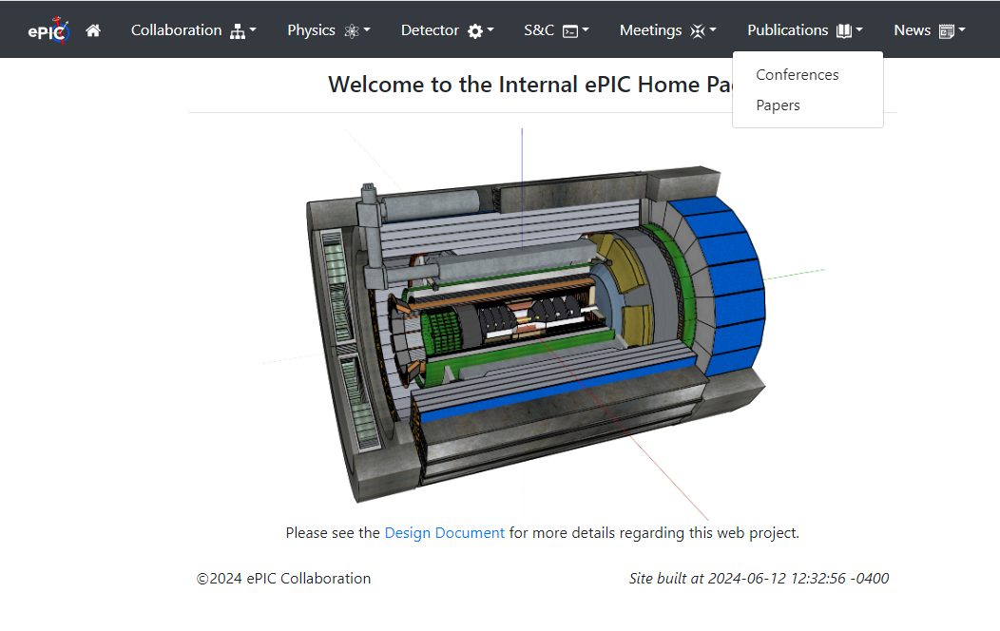 ePIC Collaboration Physics Detector S&C Meetings Publications News
Conferences
Papers
Welcome to the Internal ePIC Home
Please see the Design Document for more details regarding this web project.
©2024 ePIC Collaboration
Site built at 2024-06-12 12:32:56 -0400